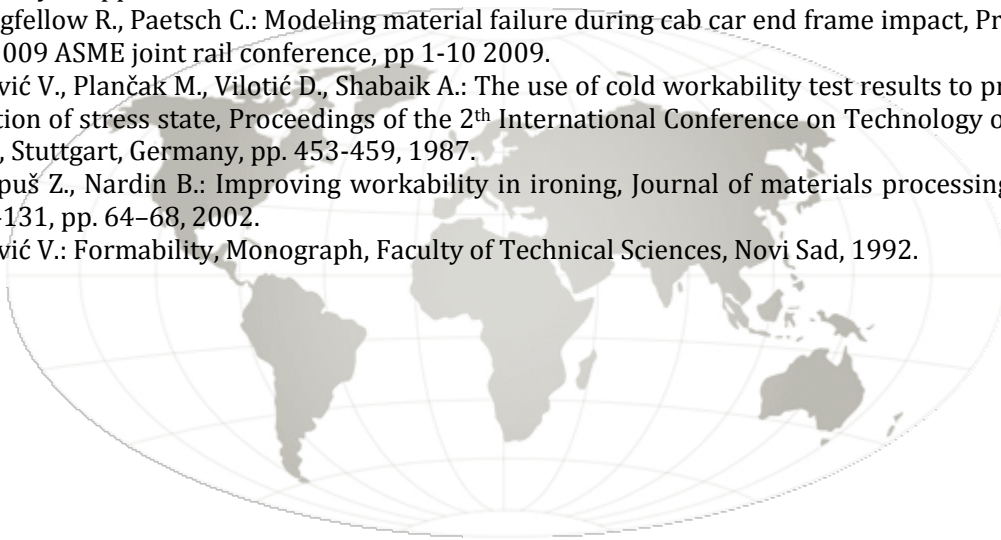 gfellow R., Paetsch C.: Modeling material failure during cab car end frame impact, Pr
009 ASME joint rail conference, pp 1-10 2009.
vić V., Plančak M., Vilotić D., Shabaik A.: The use of cold workability test results to pr
tion of stress state, Proceedings of the 2th International Conference on Technology o
, Stuttgart, Germany, pp. 453-459, 1987.
puš Z., Nardin B.: Improving workability in ironing, Journal of materials processing
-131, pp. 64–68, 2002.
vić V.: Formability, Monograph, Faculty of Technical Sciences, Novi Sad, 1992.